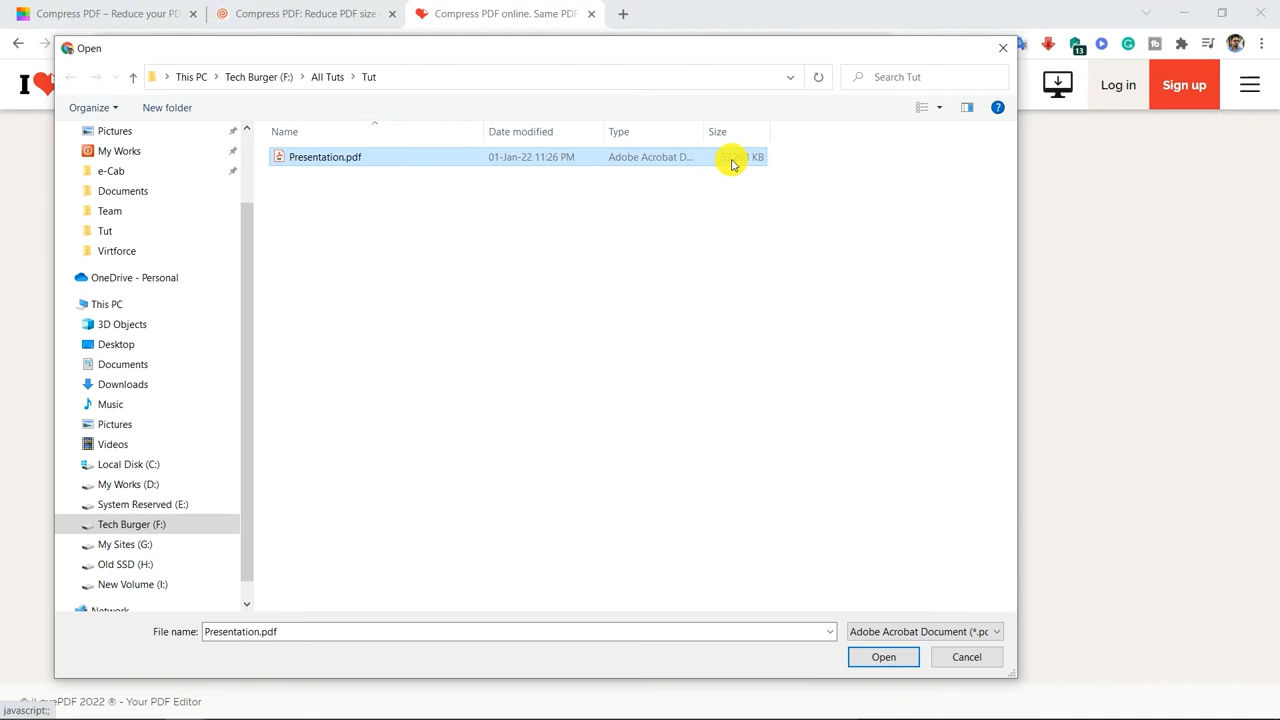 Compress PDF – Reduce your PD
Compress PDF: Reduce PDF size
Compress PDF online. Same PDF
Open
This PC
Tech Burger (F:)
All Tuts
Tut
Search Tut
13
I
Log in
Sign up
Organize
New folder
Name
Date modified
Type
Size
Presentation.pdf
01-Jan-22 11:26 PM
Adobe Acrobat D...
KB
Pictures
My Works
e-Cab
Documents
Team
Tut
Virtforce
OneDrive - Personal
This PC
3D Objects
Desktop
Documents
Downloads
Music
Pictures
Videos
Local Disk (C:)
My Works (D:)
System Reserved (E:)
Tech Burger (F:)
My Sites (G:)
Old SSD (H:)
New Volume (I:)
Network
File name:
Presentation.pdf
Adobe Acrobat Document (*.pc
Open
Cancel
© iLovePDF 2022 ® - Your PDF Editor
javascript:;